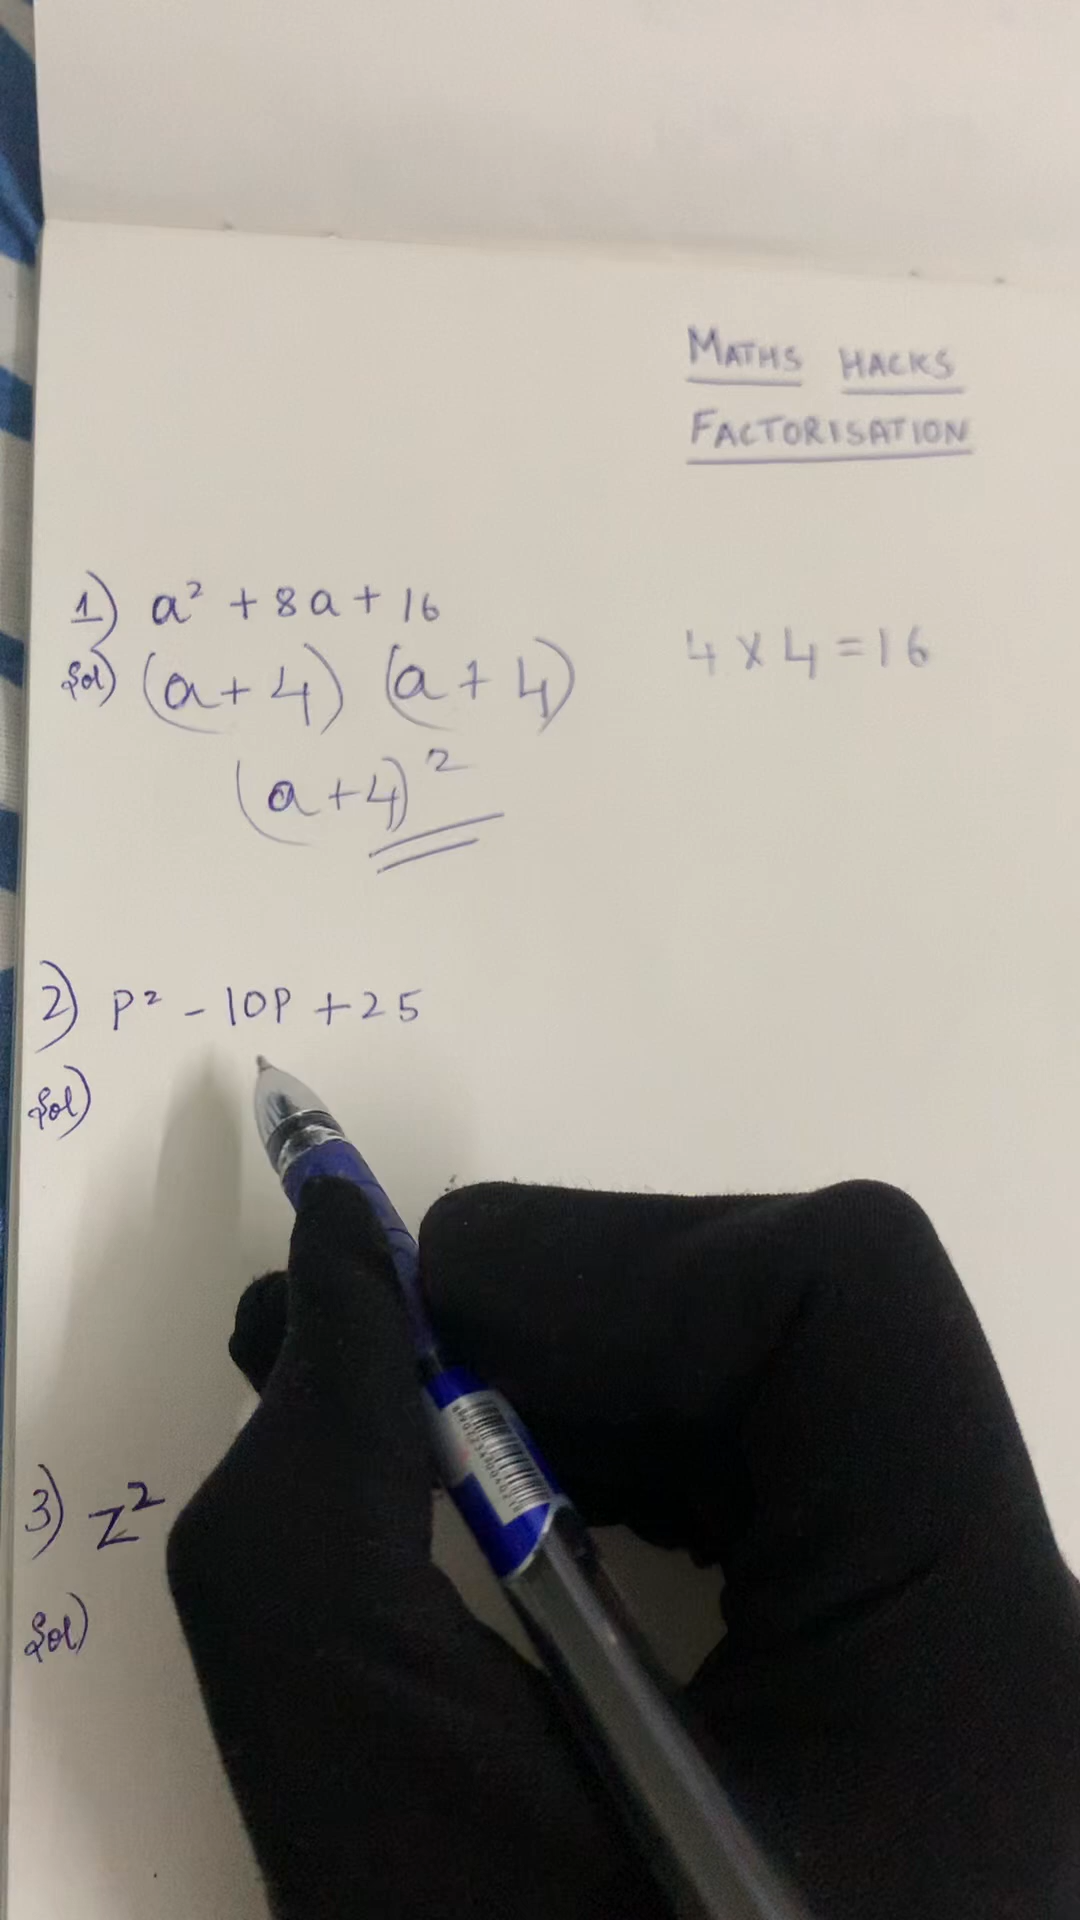 MATHS HACKS
FACTORISATION
1) a² + 8a + 16
Sol) (a + 4) (a + 4)
4 × 4 = 16
(a + 4)²
2) P² - 10P + 25
Sol)
3) Z²
Sol)